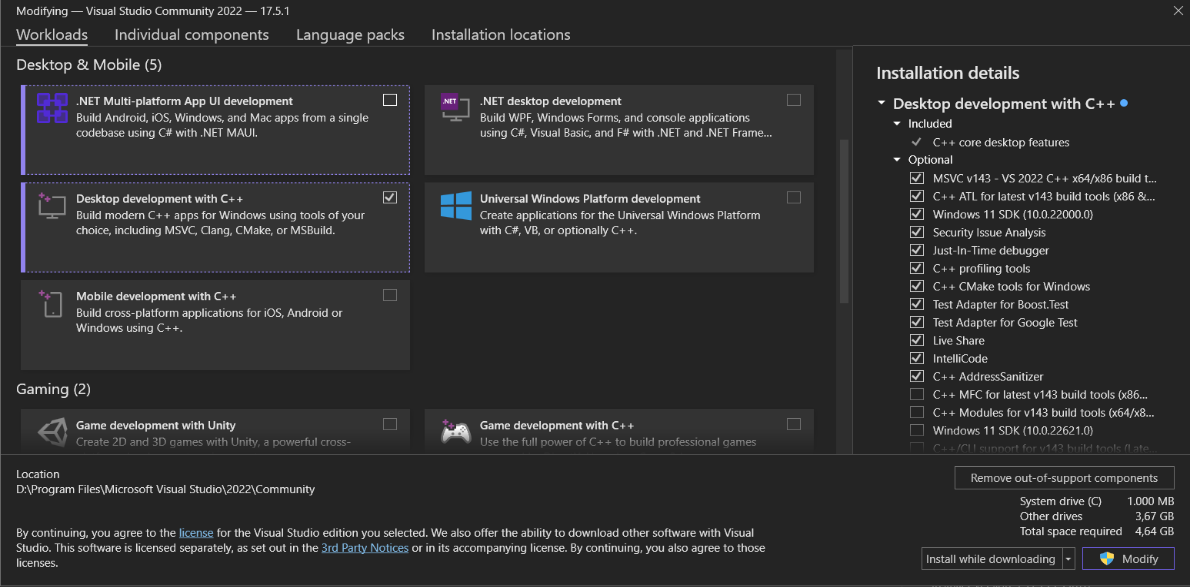 Modifying — Visual Studio Community 2022 — 17.5.1
Workloads Individual components Language packs Installation locations
Desktop & Mobile (5)
.NET Multi-platform App UI development
Build Android, iOS, Windows, and Mac apps from a single
codebase using C# with .NET MAUI.
.NET
.NET desktop development
Build WPF, Windows Forms, and console applications
using C#, Visual Basic, and F# with .NET and .NET Frame...
Desktop development with C++
Build modern C++ apps for Windows using tools of your
choice, including MSVC, Clang, CMake, or MSBuild.
Universal Windows Platform development
Create applications for the Universal Windows Platform
with C#, VB, or optionally C++.
Mobile development with C++
Build cross-platform applications for iOS, Android or
Windows using C++.
Gaming (2)
Game development with Unity
Create 2D and 3D games with Unity, a powerful cross-
Game development with C++
Use the full power of C++ to build professional games
Installation details
Desktop development with C++
Included
C++ core desktop features
Optional
MSVC v143 - VS 2022 C++ x64/x86 build t...
C++ ATL for latest v143 build tools (x86 &...
Windows 11 SDK (10.0.22000.0)
Security Issue Analysis
Just-In-Time debugger
C++ profiling tools
C++ CMake tools for Windows
Test Adapter for Boost.Test
Test Adapter for Google Test
Live Share
IntelliCode
C++ AddressSanitizer
C++ MFC for latest v143 build tools (x86...
C++ Modules for v143 build tools (x64/x8...
Windows 11 SDK (10.0.22621.0)
C++/CLI support for v143 build tools (Late...
Location
D:\Program Files\Microsoft Visual Studio\2022\Community
By continuing, you agree to the license for the Visual Studio edition you selected. We also offer the ability to download other software with Visual
Studio. This software is licensed separately, as set out in the 3rd Party Notices or in its accompanying license. By continuing, you also agree to those
licenses.
Remove out-of-support components
System drive (C) 1.000 MB
Other drives 3,67 GB
Total space required 4,64 GB
Install while downloading
Modify